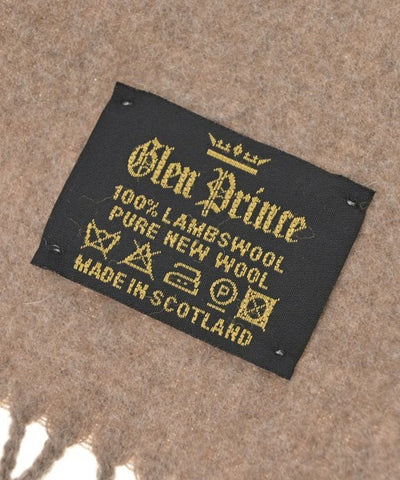 Glen Prince
100% LAMBSWOOL
PURE NEW WOOL
P
MADE IN SCOTLAND